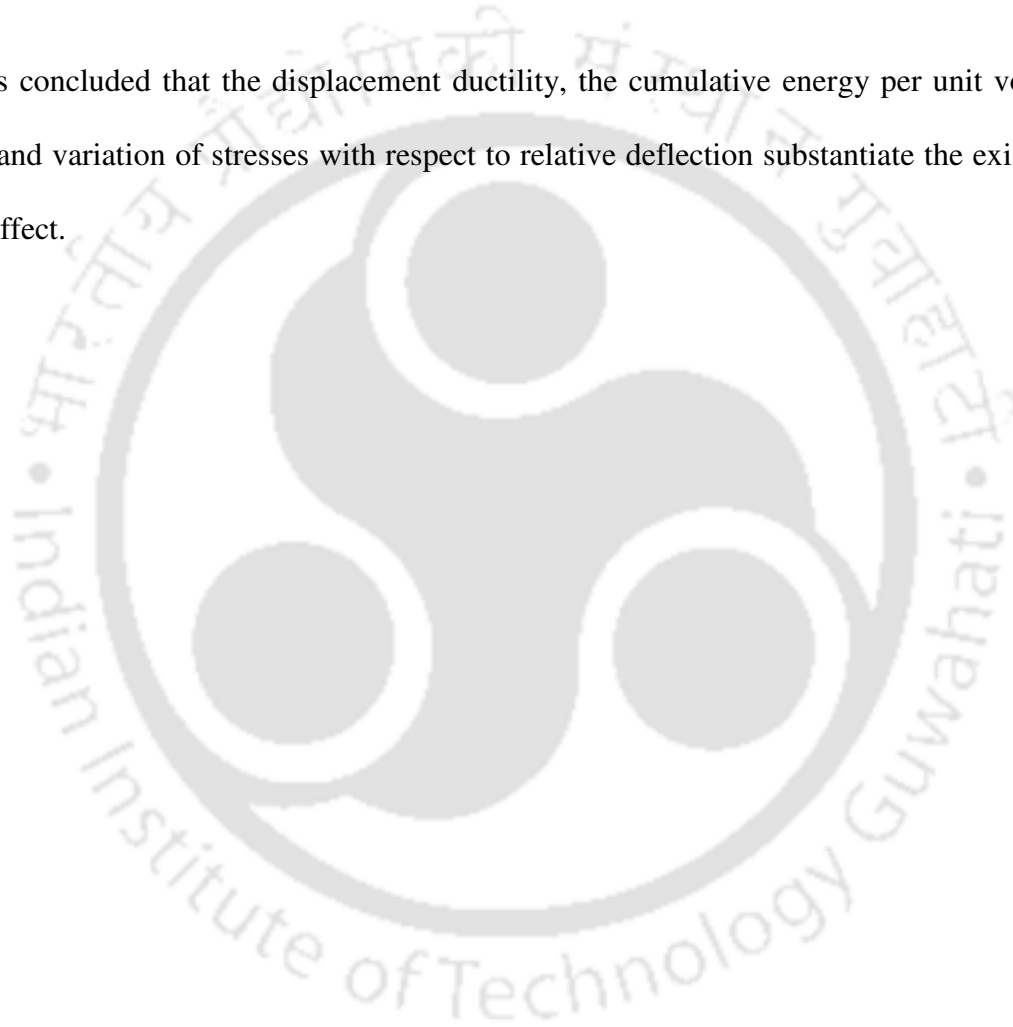 s concluded that the displacement ductility, the cumulative energy per unit v
and variation of stresses with respect to relative deflection substantiate the exi
ffect.
भारतीय प्रौद्योगिकी संस्थान गुवाहाटी
Indian Institute of Technology Guwahati